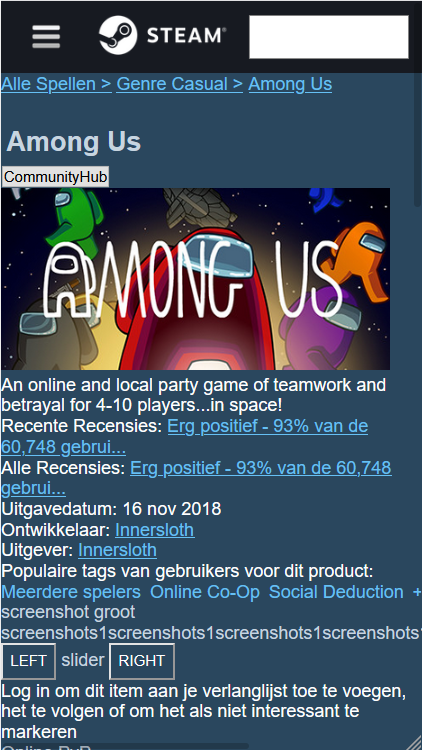 STEAM®
Alle Spellen > Genre Casual > Among Us
Among Us
CommunityHub
AMONG US
An online and local party game of teamwork and
betrayal for 4-10 players...in space!
Recente Recensies: Erg positief - 93% van de
60,748 gebrui...
Alle Recensies: Erg positief - 93% van de 60,748
gebrui...
Uitgavedatum: 16 nov 2018
Ontwikkelaar: Innersloth
Uitgever: Innersloth
Populaire tags van gebruikers voor dit product:
Meerdere spelers Online Co-Op Social Deduction +
screenshot groot
screenshots1screenshots1screenshots1screenshots
LEFT slider RIGHT
Log in om dit item aan je verlanglijst toe te voegen,
het te volgen of om het als niet interessant te
markeren
Online PvP